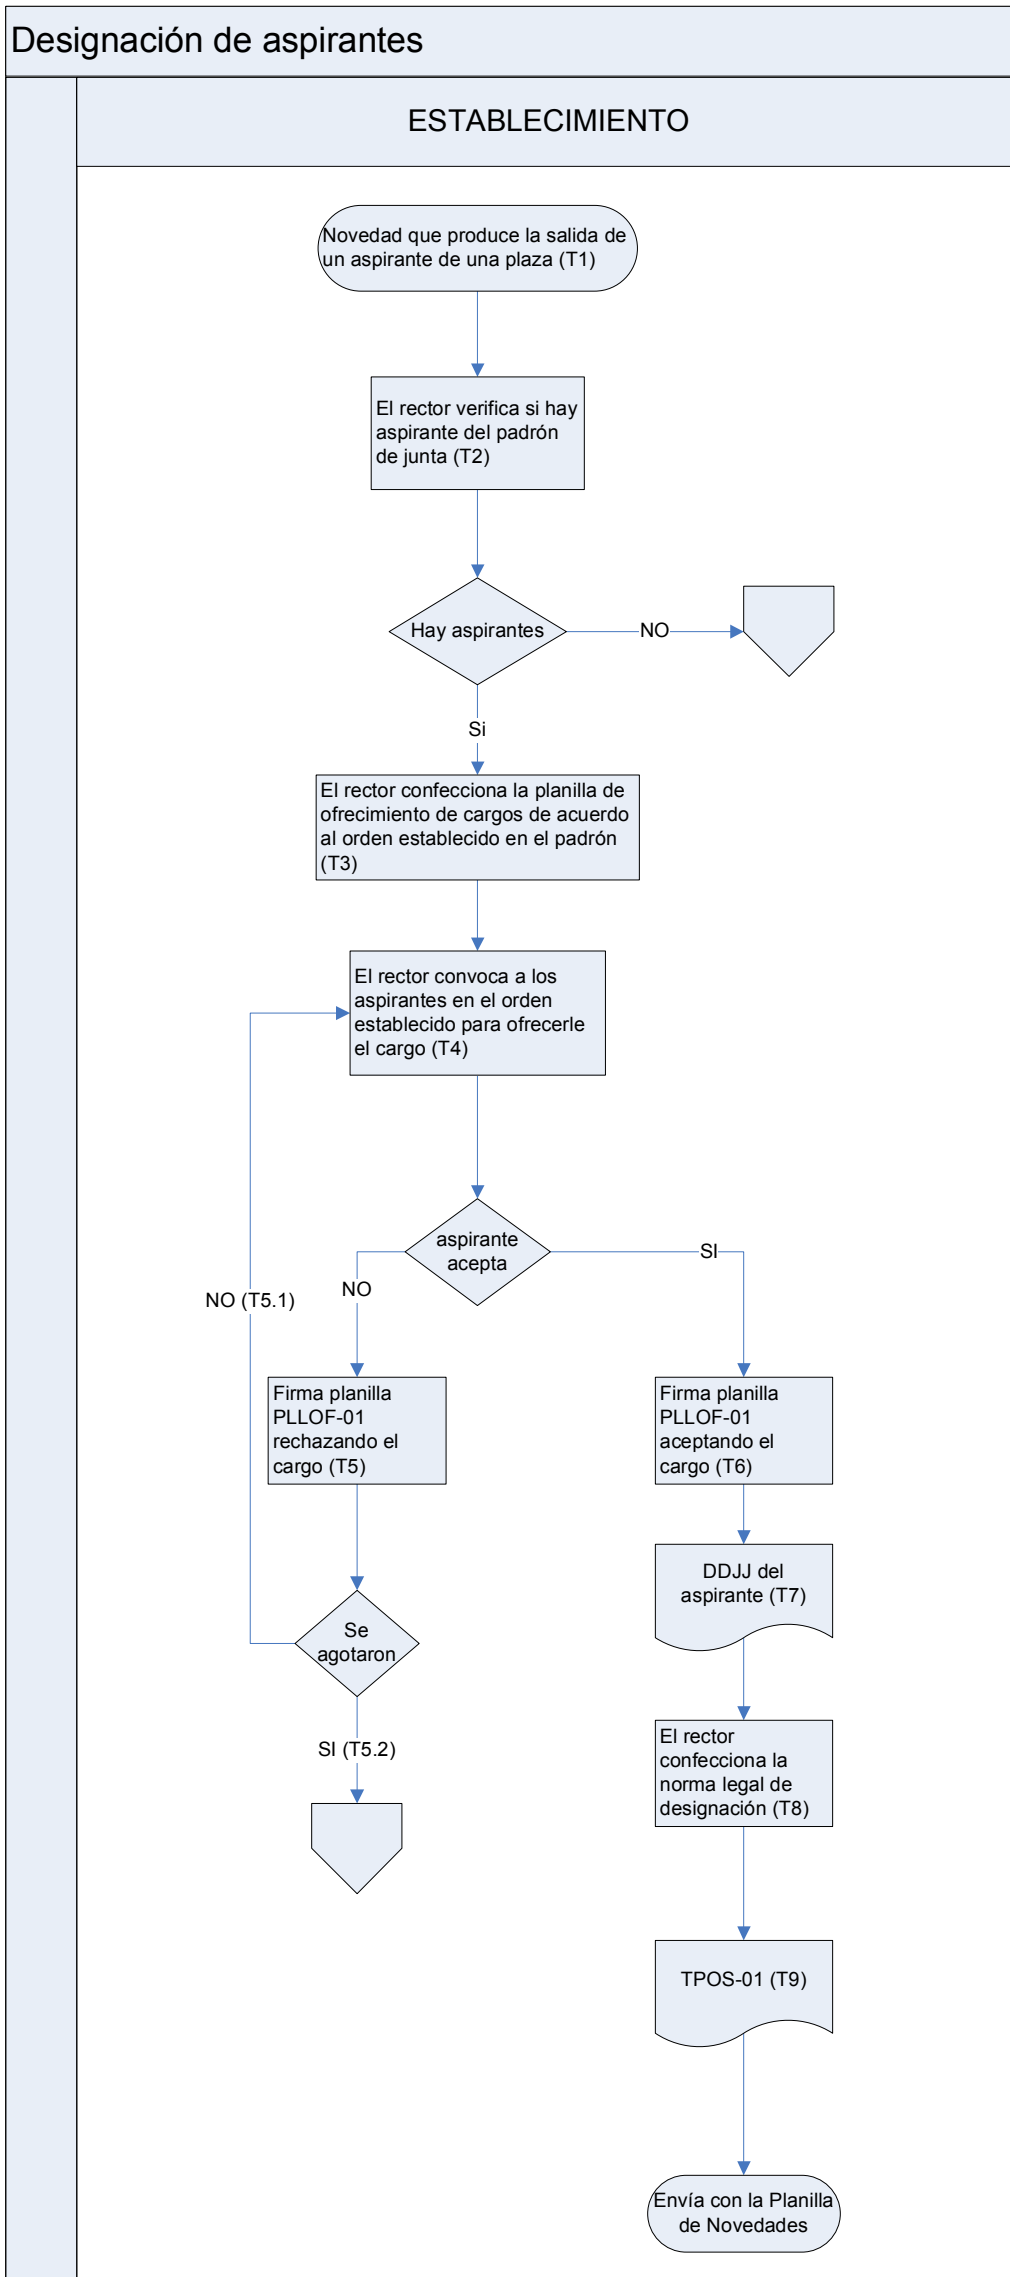 Designación de aspirantes
ESTABLECIMIENTO
Novedad que produce la salida de
un aspirante de una plaza (T1)
El rector verifica si hay
aspirante del padrón
de junta (T2)
Hay aspirantes
NO
Si
El rector confecciona la planilla de
ofrecimiento de cargos de acuerdo
al orden establecido en el padrón
(T3)
El rector convoca a los
aspirantes en el orden
establecido para ofrecerle
el cargo (T4)
aspirante
acepta
SI
NO
NO (T5.1)
Firma planilla
PLLOF-01
rechazando el
cargo (T5)
Firma planilla
PLLOF-01
aceptando el
cargo (T6)
DDJJ del
aspirante (T7)
Se
agotaron
SI (T5.2)
El rector
confecciona la
norma legal de
designación (T8)
TPOS-01 (T9)
Envía con la Planilla
de Novedades